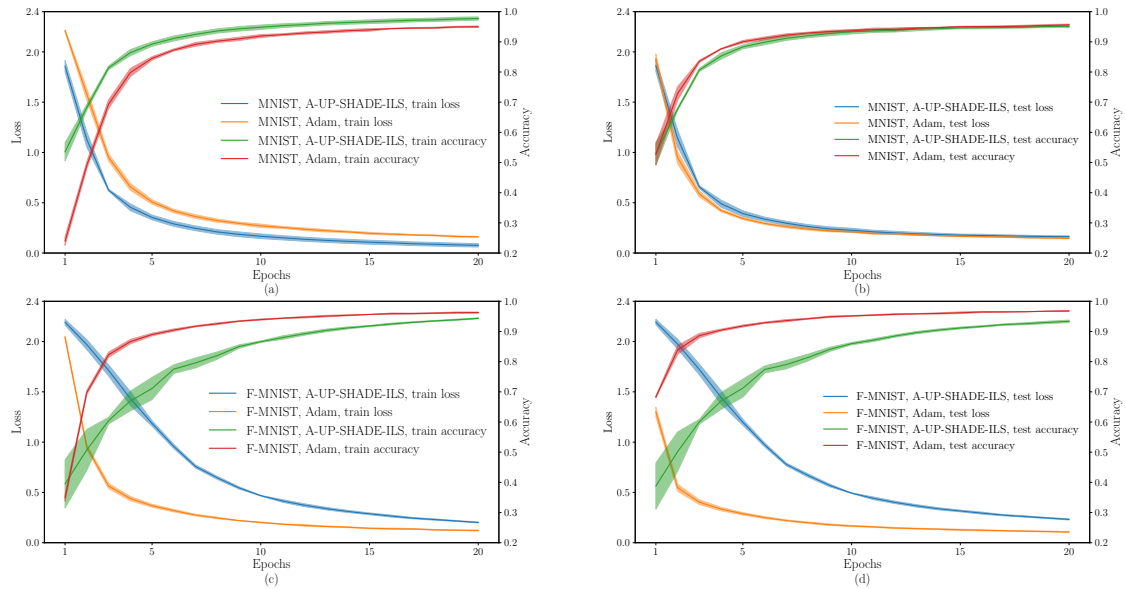 2.4
2.0
1.5
1.0
0.5
0.0
Loss
1.0
0.9
0.8
0.7
0.6
0.5
0.4
0.3
0.2
Accuracy
MNIST, A-UP-SHADE-ILS, train loss
MNIST, Adam, train loss
MNIST, A-UP-SHADE-ILS, train accuracy
MNIST, Adam, train accuracy
1 5 10 15 20
Epochs
(a)
2.4
2.0
1.5
1.0
0.5
0.0
Loss
1.0
0.9
0.8
0.7
0.6
0.5
0.4
0.3
0.2
Accuracy
MNIST, A-UP-SHADE-ILS, test loss
MNIST, Adam, test loss
MNIST, A-UP-SHADE-ILS, test accuracy
MNIST, Adam, test accuracy
1 5 10 15 20
Epochs
(b)
2.4
2.0
1.5
1.0
0.5
0.0
Loss
1.0
0.9
0.8
0.7
0.6
0.5
0.4
0.3
0.2
Accuracy
F-MNIST, A-UP-SHADE-ILS, train loss
F-MNIST, Adam, train loss
F-MNIST, A-UP-SHADE-ILS, train accuracy
F-MNIST, Adam, train accuracy
1 5 10 15 20
Epochs
(c)
2.4
2.0
1.5
1.0
0.5
0.0
Loss
1.0
0.9
0.8
0.7
0.6
0.5
0.4
0.3
0.2
Accuracy
F-MNIST, A-UP-SHADE-ILS, test loss
F-MNIST, Adam, test loss
F-MNIST, A-UP-SHADE-ILS, test accuracy
F-MNIST, Adam, test accuracy
1 5 10 15 20
Epochs
(d)